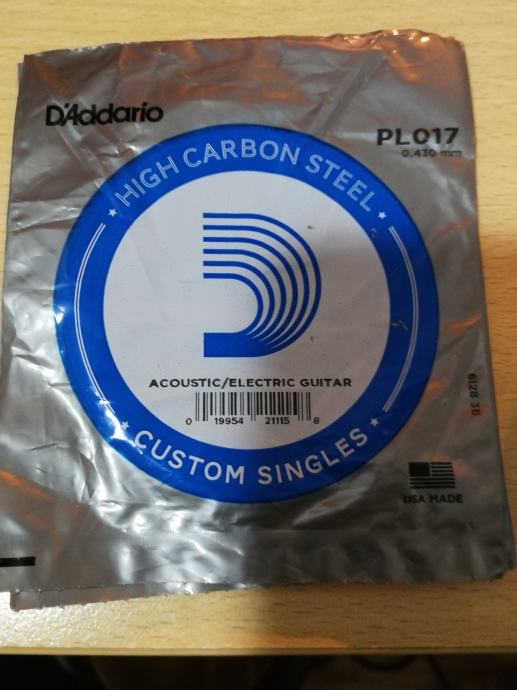 D'Addario
PL017
0.430 mm
HIGH CARBON STEEL
ACOUSTIC/ELECTRIC GUITAR
0 19954 21115 8
CUSTOM SINGLES
6128 3B
USA MADE